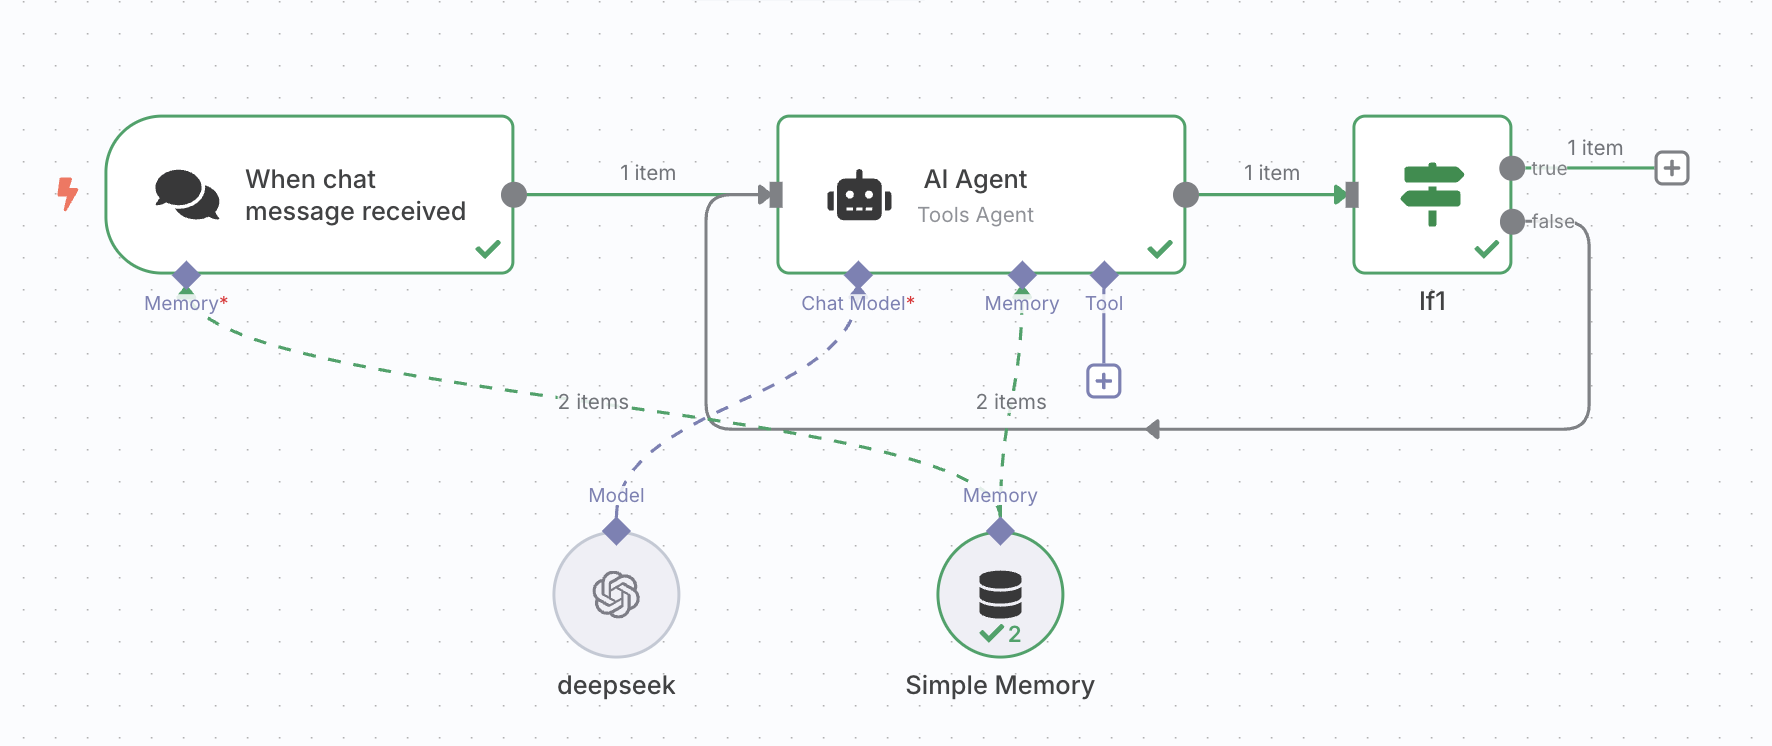 When chat
message received
1 item
AI Agent
Tools Agent
1 item
true
1 item
false
If1
Memory*
Chat Model*
Memory
Tool
2 items
2 items
Model
Memory
2
deepseek
Simple Memory